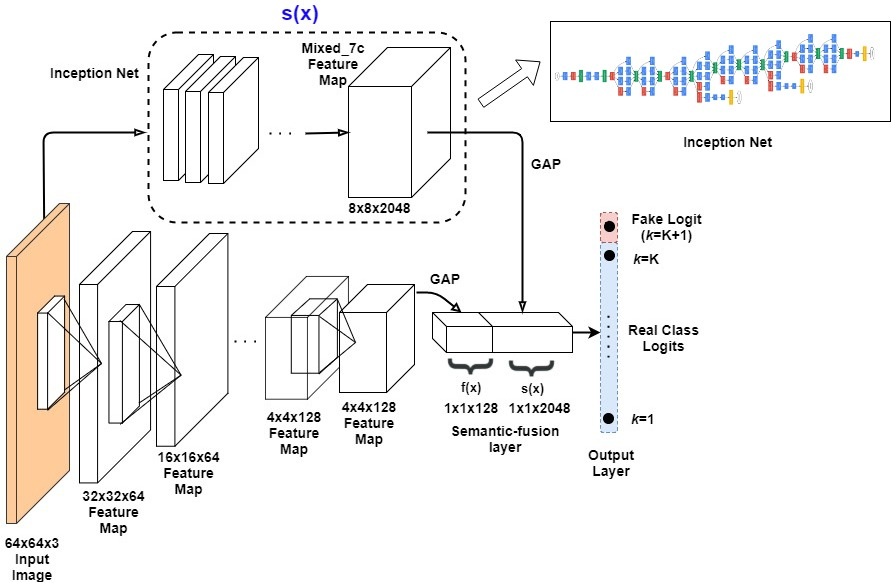 s(x)
Inception Net
Mixed_7c
Feature
Map
. . .
8x8x2048
Inception Net
GAP
Fake Logit
(k=K+1)
k=K
GAP
Real Class
Logits
. . .
f(x)
s(x)
1x1x128
1x1x2048
k=1
4x4x128
Feature
Map
4x4x128
Feature
Map
Semantic-fusion
layer
16x16x64
Feature
Map
Output
Layer
32x32x64
Feature
Map
64x64x3
Input
Image